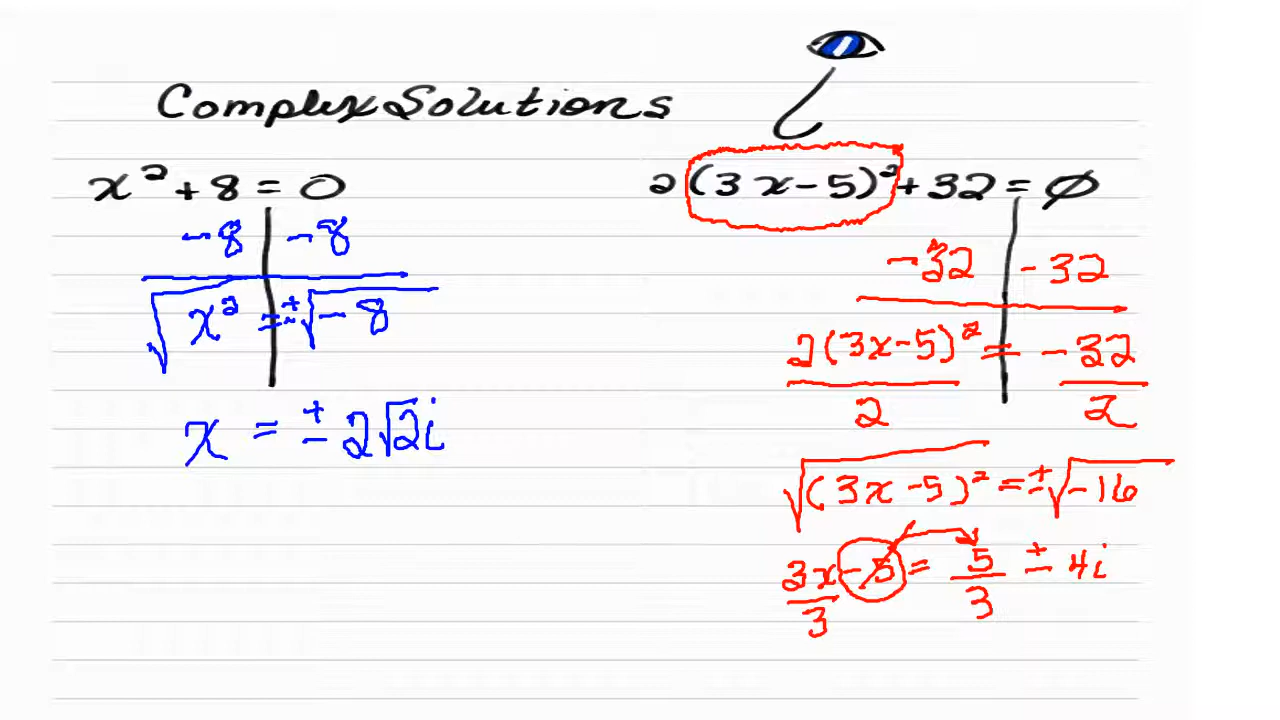 Complex Solutions
x² + 8 = 0
-8 | -8
√x² = ±√-8
x = ±2√2i
2(3x-5)² + 32 = ∅
-32 | -32
2(3x-5)² = -32
2 2
√(3x-5)² = ±√-16
3x-5 = 5 ± 4i
3 3